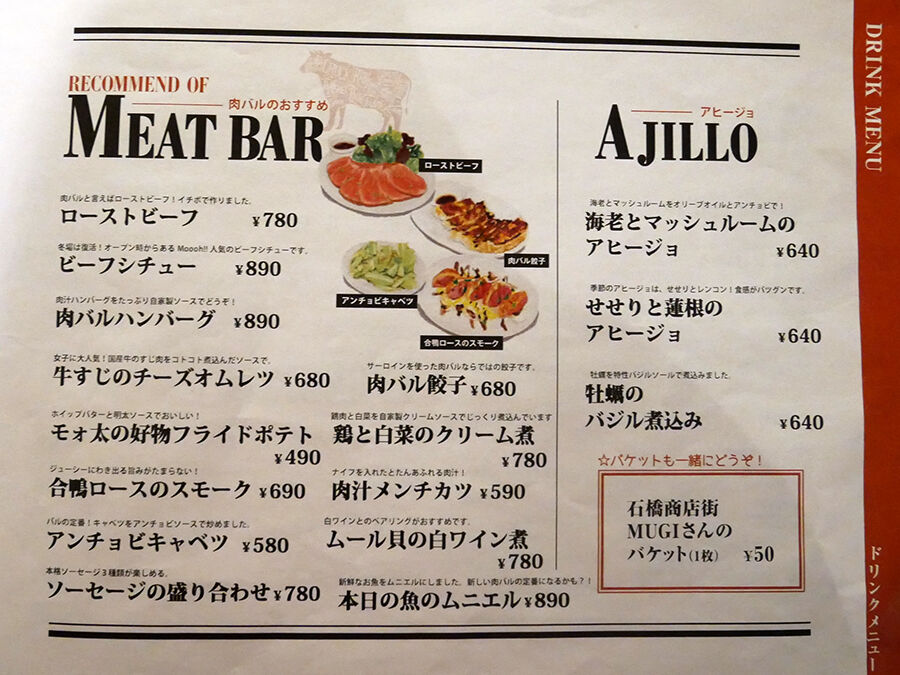 RECOMMEND OF
肉バルのおすすめ
MEAT BAR
ローストビーフ
肉バル餃子
アンチョビキャベツ
合鴨ロースのスモーク
肉バルと言えばローストビーフ！イチボで作りました。
ローストビーフ ¥780
冬場は復活！オープン時からある Moooh!! 人気のビーフシチューです。
ビーフシチュー ¥890
肉汁ハンバーグをたっぷり自家製ソースでどうぞ！
肉バルハンバーグ ¥890
女子に大人気！国産牛のすじ肉をコトコト煮込んだソースで。
牛すじのチーズオムレツ ¥680
ホイップバターと明太ソースでおいしい！
モォ太の好物フライドポテト
¥490
ジューシーにわき出る旨みがたまらない！
合鴨ロースのスモーク ¥690
バルの定番！キャベツをアンチョビソースで炒めました。
アンチョビキャベツ ¥580
本格ソーセージ3種類が楽しめる。
ソーセージの盛り合わせ ¥780
サーロインを使った肉バルならではの餃子です。
肉バル餃子 ¥680
鶏肉と白菜を自家製クリームソースでじっくり煮込んでいます
鶏と白菜のクリーム煮
¥780
ナイフを入れたとたんあふれる肉汁！
肉汁メンチカツ ¥590
白ワインとのペアリングがおすすめです。
ムール貝の白ワイン煮
¥780
新鮮なお魚をムニエルにしました。新しい肉バルの定番になるかも？！
本日の魚のムニエル ¥890
アヒージョ
AJILLO
海老とマッシュルームをオリーブオイルとアンチョビで！
海老とマッシュルームの
アヒージョ ¥640
季節のアヒージョは、せせりとレンコン！食感がバツグンです。
せせりと蓮根の
アヒージョ ¥640
牡蠣を特性バジルソールで煮込みました。
牡蠣の
バジル煮込み ¥640
☆バケットも一緒にどうぞ！
石橋商店街
MUGIさんの
バケット(1枚) ¥50
DRINK MENU
ドリンクメニュー